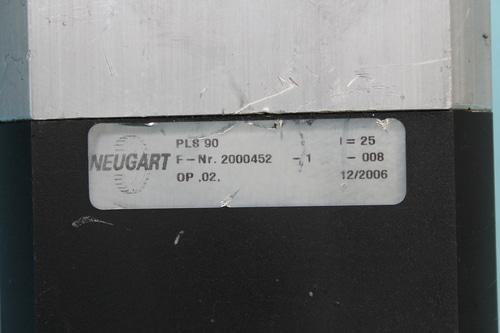 NEUGART
PLS 90 i = 25
F-Nr. 2000452 -1 - 008
OP .02. 12/2006